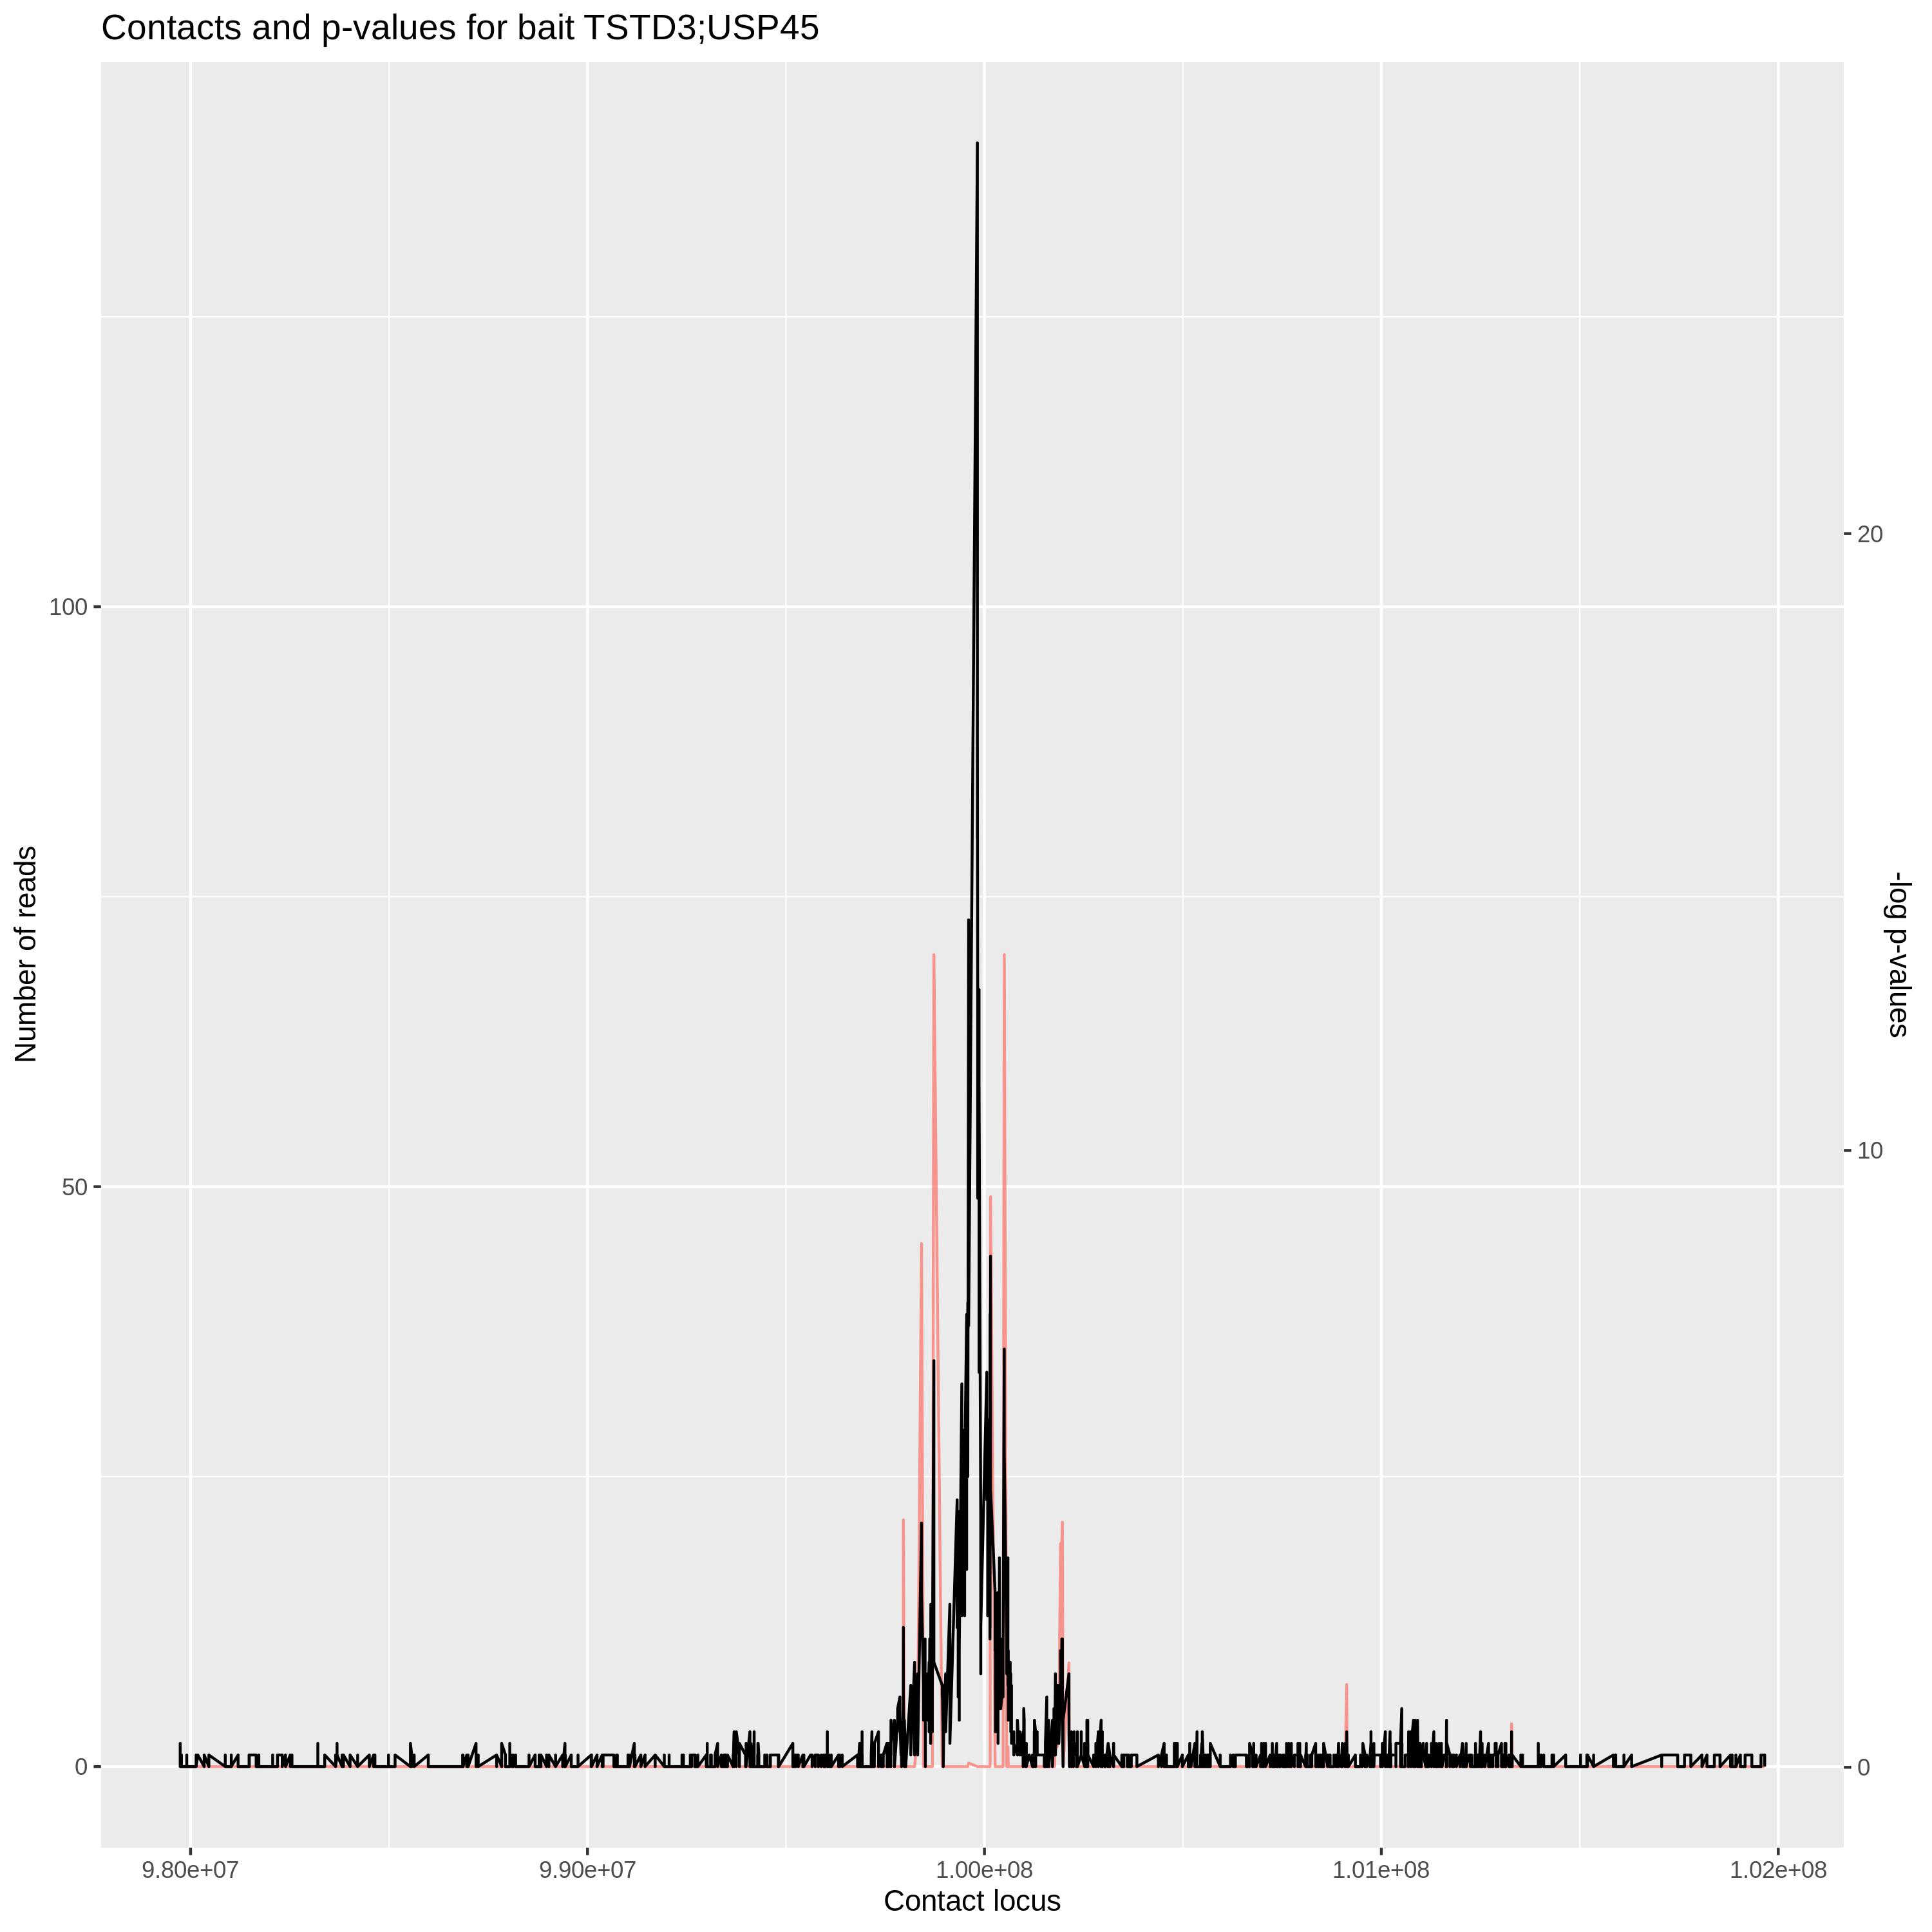 Contacts and p-values for bait TSTD3;USP45
Number of reads
100
50
0
-log p-values
20
10
0
9.80e+07
9.90e+07
1.00e+08
1.01e+08
1.02e+08
Contact locus